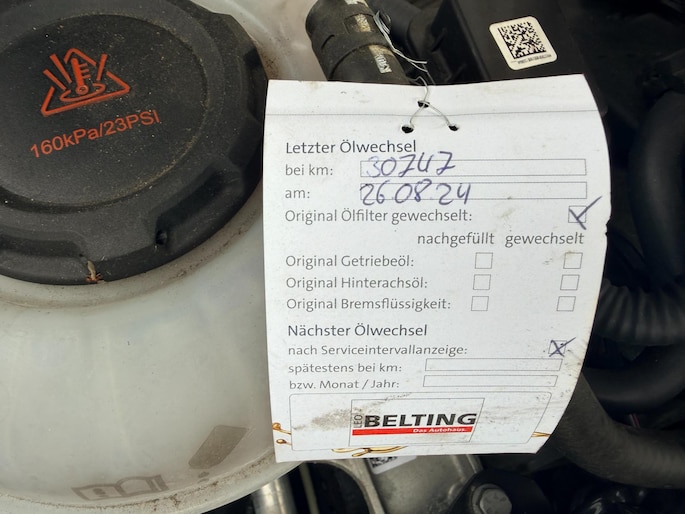 160kPa/23PSI
Letzter Ölwechsel
bei km: 30747
am: 26.08.24
Original Ölfilter gewechselt:
nachgefüllt gewechselt
Original Getriebeöl:
Original Hinterachsöl:
Original Bremsflüssigkeit:
Nächster Ölwechsel
nach Serviceintervallanzeige:
spätestens bei km:
bzw. Monat / Jahr:
LEO
BELTING
Das Autohaus.